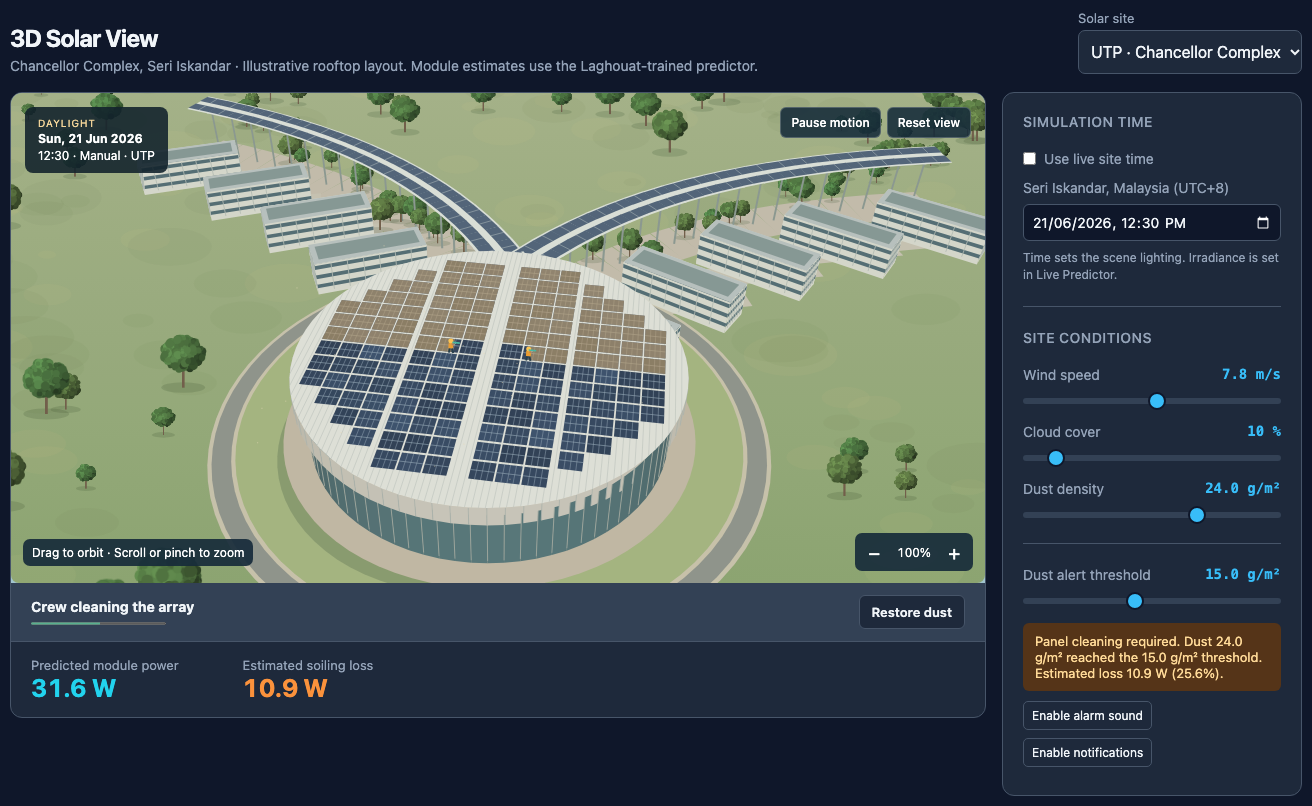 3D Solar View
Chancellor Complex, Seri Iskandar · Illustrative rooftop layout. Module estimates use the Laghouat-trained predictor.
Solar site
UTP · Chancellor Complex
DAYLIGHT
Sun, 21 Jun 2026
12:30 · Manual · UTP
Pause motion
Reset view
Drag to orbit · Scroll or pinch to zoom
− 100% +
Crew cleaning the array
Restore dust
Predicted module power
31.6 W
Estimated soiling loss
10.9 W
SIMULATION TIME
Use live site time
Seri Iskandar, Malaysia (UTC+8)
21/06/2026, 12:30 PM
Time sets the scene lighting. Irradiance is set
in Live Predictor.
SITE CONDITIONS
Wind speed 7.8 m/s
Cloud cover 10 %
Dust density 24.0 g/m²
Dust alert threshold 15.0 g/m²
Panel cleaning required. Dust 24.0
g/m² reached the 15.0 g/m² threshold.
Estimated loss 10.9 W (25.6%).
Enable alarm sound
Enable notifications